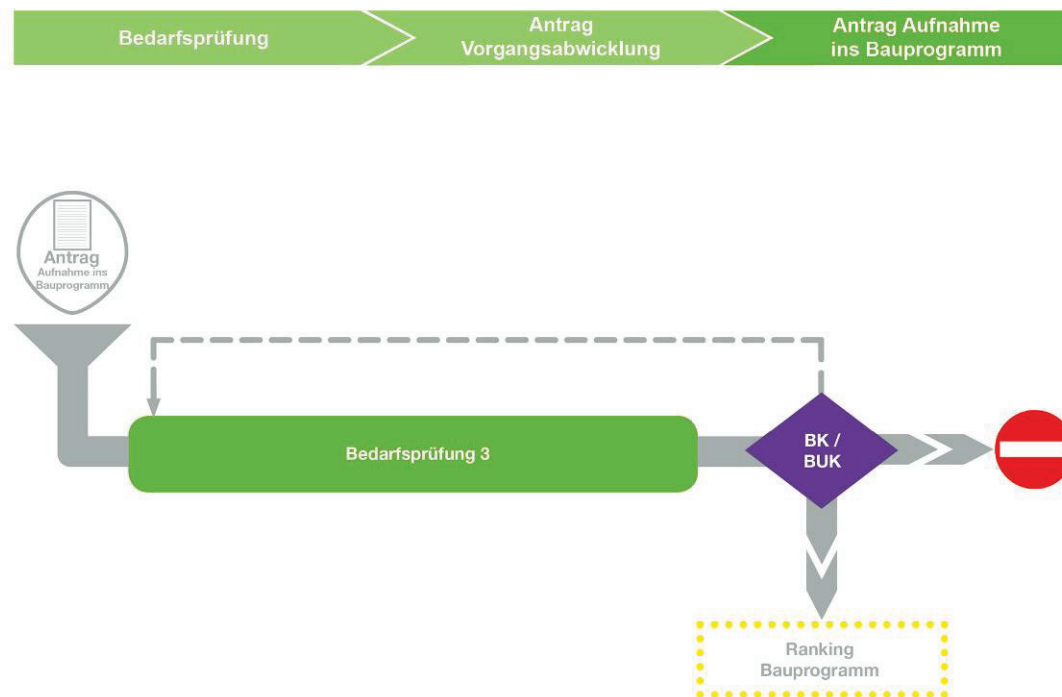 Bedarfsprüfung
Antrag
Vorgangsabwicklung
Antrag Aufnahme
ins Bauprogramm
Antrag
Aufnahme ins
Bauprogramm
Bedarfsprüfung 3
BK /
BUK
Ranking
Bauprogramm